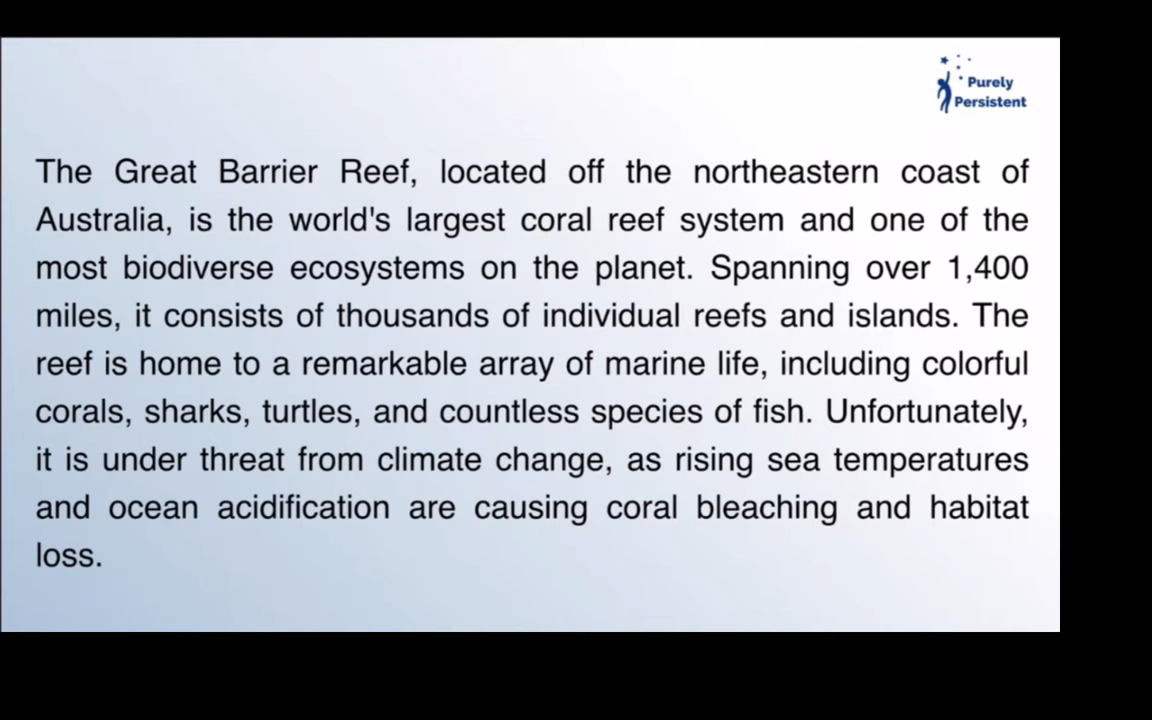 Purely
Persistent
The Great Barrier Reef, located off the northeastern coast of
Australia, is the world's largest coral reef system and one of the
most biodiverse ecosystems on the planet. Spanning over 1,400
miles, it consists of thousands of individual reefs and islands. The
reef is home to a remarkable array of marine life, including colorful
corals, sharks, turtles, and countless species of fish. Unfortunately,
it is under threat from climate change, as rising sea temperatures
and ocean acidification are causing coral bleaching and habitat
loss.